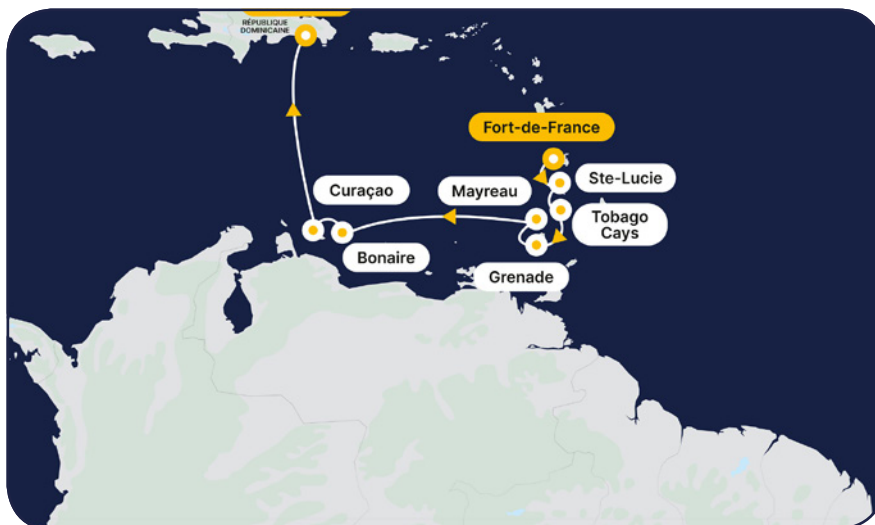 RÉPUBLIQUE
DOMINICAINE
Fort-de-France
Ste-Lucie
Curaçao
Mayreau
Tobago
Cays
Bonaire
Grenade